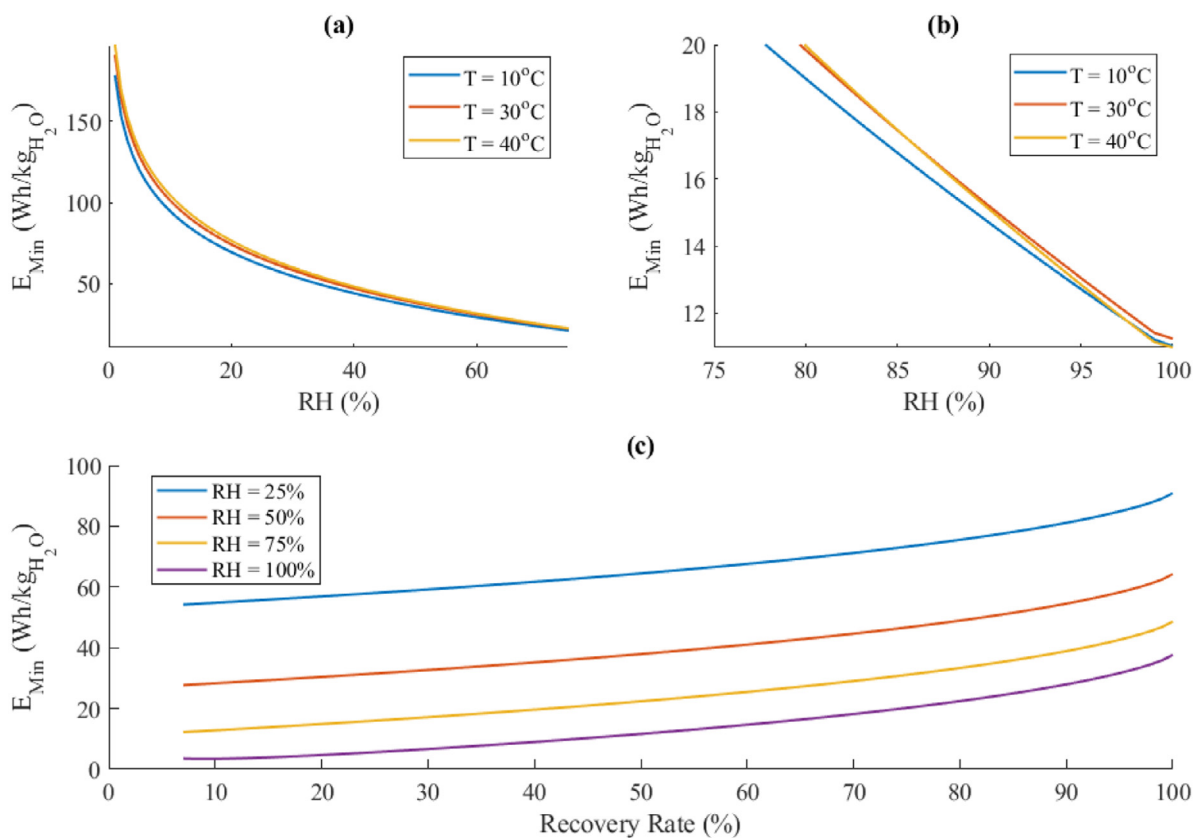 (a)
E_Min (Wh/kg_H_2O)
150
100
50
0
20
40
60
RH (%)
T = 10°C
T = 30°C
T = 40°C
(b)
E_Min (Wh/kg_H_2O)
20
18
16
14
12
75
80
85
90
95
100
RH (%)
T = 10°C
T = 30°C
T = 40°C
(c)
E_Min (Wh/kg_H_2O)
100
80
60
40
20
0
0
10
20
30
40
50
60
70
80
90
100
Recovery Rate (%)
RH = 25%
RH = 50%
RH = 75%
RH = 100%